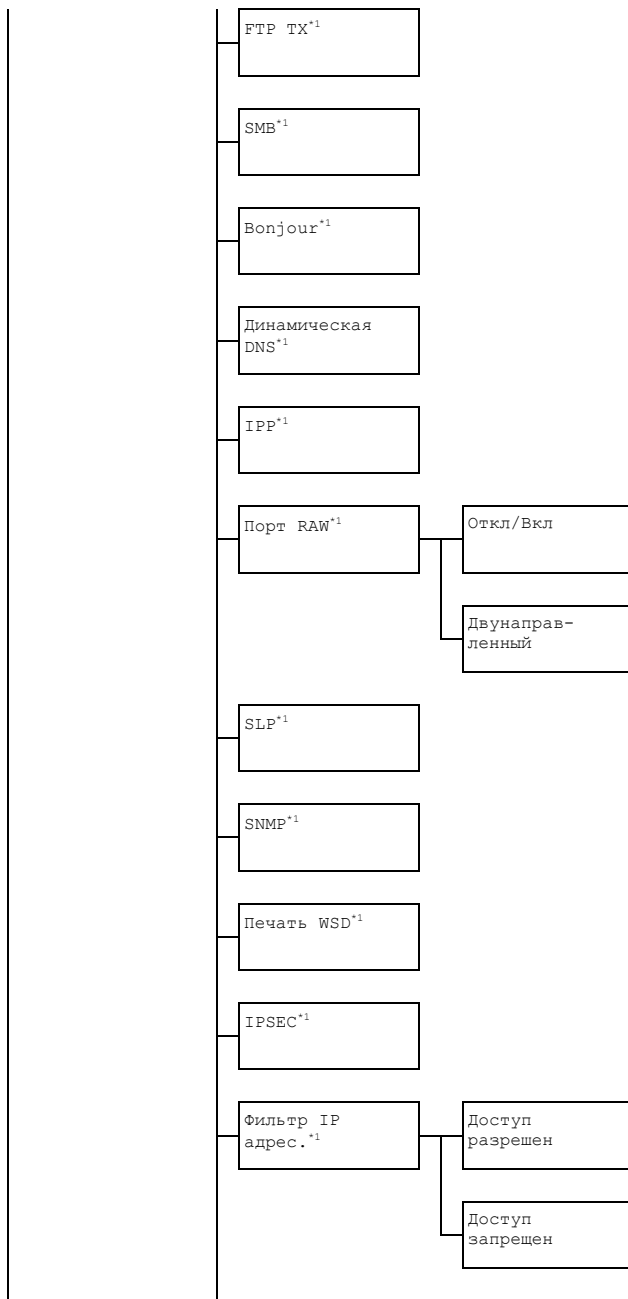 FTP TX*1
SMB*1
Bonjour*1
Динамическая
DNS*1
IPP*1
Порт RAW*1
Откл/Вкл
Двунаправ-
ленный
SLP*1
SNMP*1
Печать WSD*1
IPSEC*1
Фильтр IP
адрес.*1
Доступ
разрешен
Доступ
запрещен